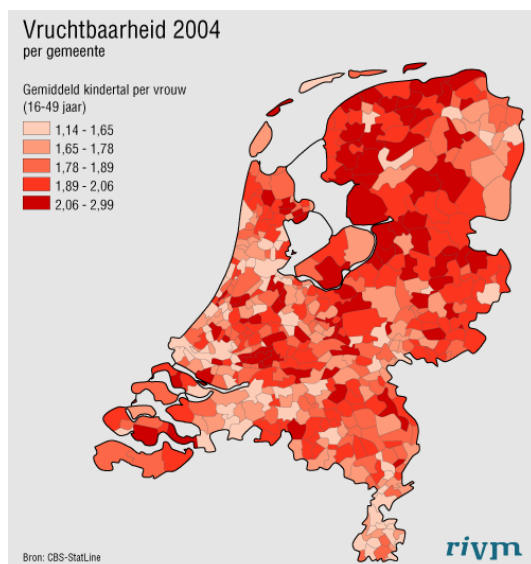 Vruchtbaarheid 2004
per gemeente
Gemiddeld kindertal per vrouw
(16-49 jaar)
1,14 - 1,65
1,65 - 1,78
1,78 - 1,89
1,89 - 2,06
2,06 - 2,99
Bron: CBS-StatLine
rivm